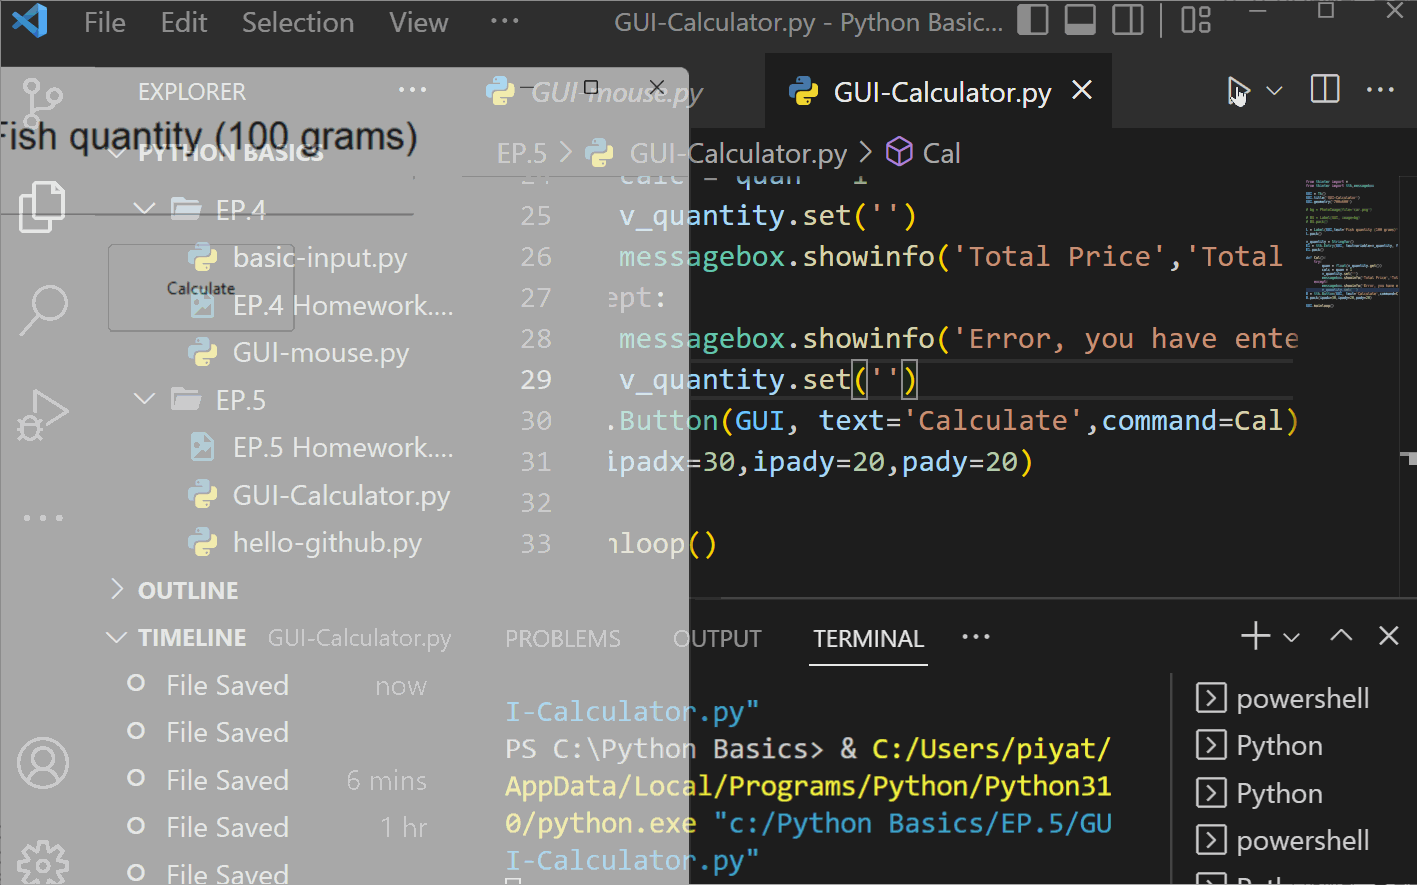 File Edit Selection View ... GUI-Calculator.py - Python Basic...
EXPLORER ...
GUI-mouse.py
GUI-Calculator.py
Fish quantity (100 grams)
PYTHON BASICS
EP.4
basic-input.py
Calculate
EP.4 Homework....
GUI-mouse.py
EP.5
EP.5 Homework....
GUI-Calculator.py
hello-github.py
OUTLINE
TIMELINE GUI-Calculator.py
File Saved now
File Saved
File Saved 6 mins
File Saved 1 hr
File Saved
EP.5 > GUI-Calculator.py > Cal
24 calc = quan * 1
25 v_quantity.set('')
26 messagebox.showinfo('Total Price','Total
27 ept:
28 messagebox.showinfo('Error, you have ente
29 v_quantity.set('')
30 .Button(GUI, text='Calculate',command=Cal)
31 ipadx=30,ipady=20,pady=20)
32
33 nloop()
PROBLEMS OUTPUT TERMINAL ...
I-Calculator.py"
PS C:\Python Basics> & C:/Users/piyat/
AppData/Local/Programs/Python/Python31
0/python.exe "c:/Python Basics/EP.5/GU
I-Calculator.py"
powershell
Python
Python
powershell